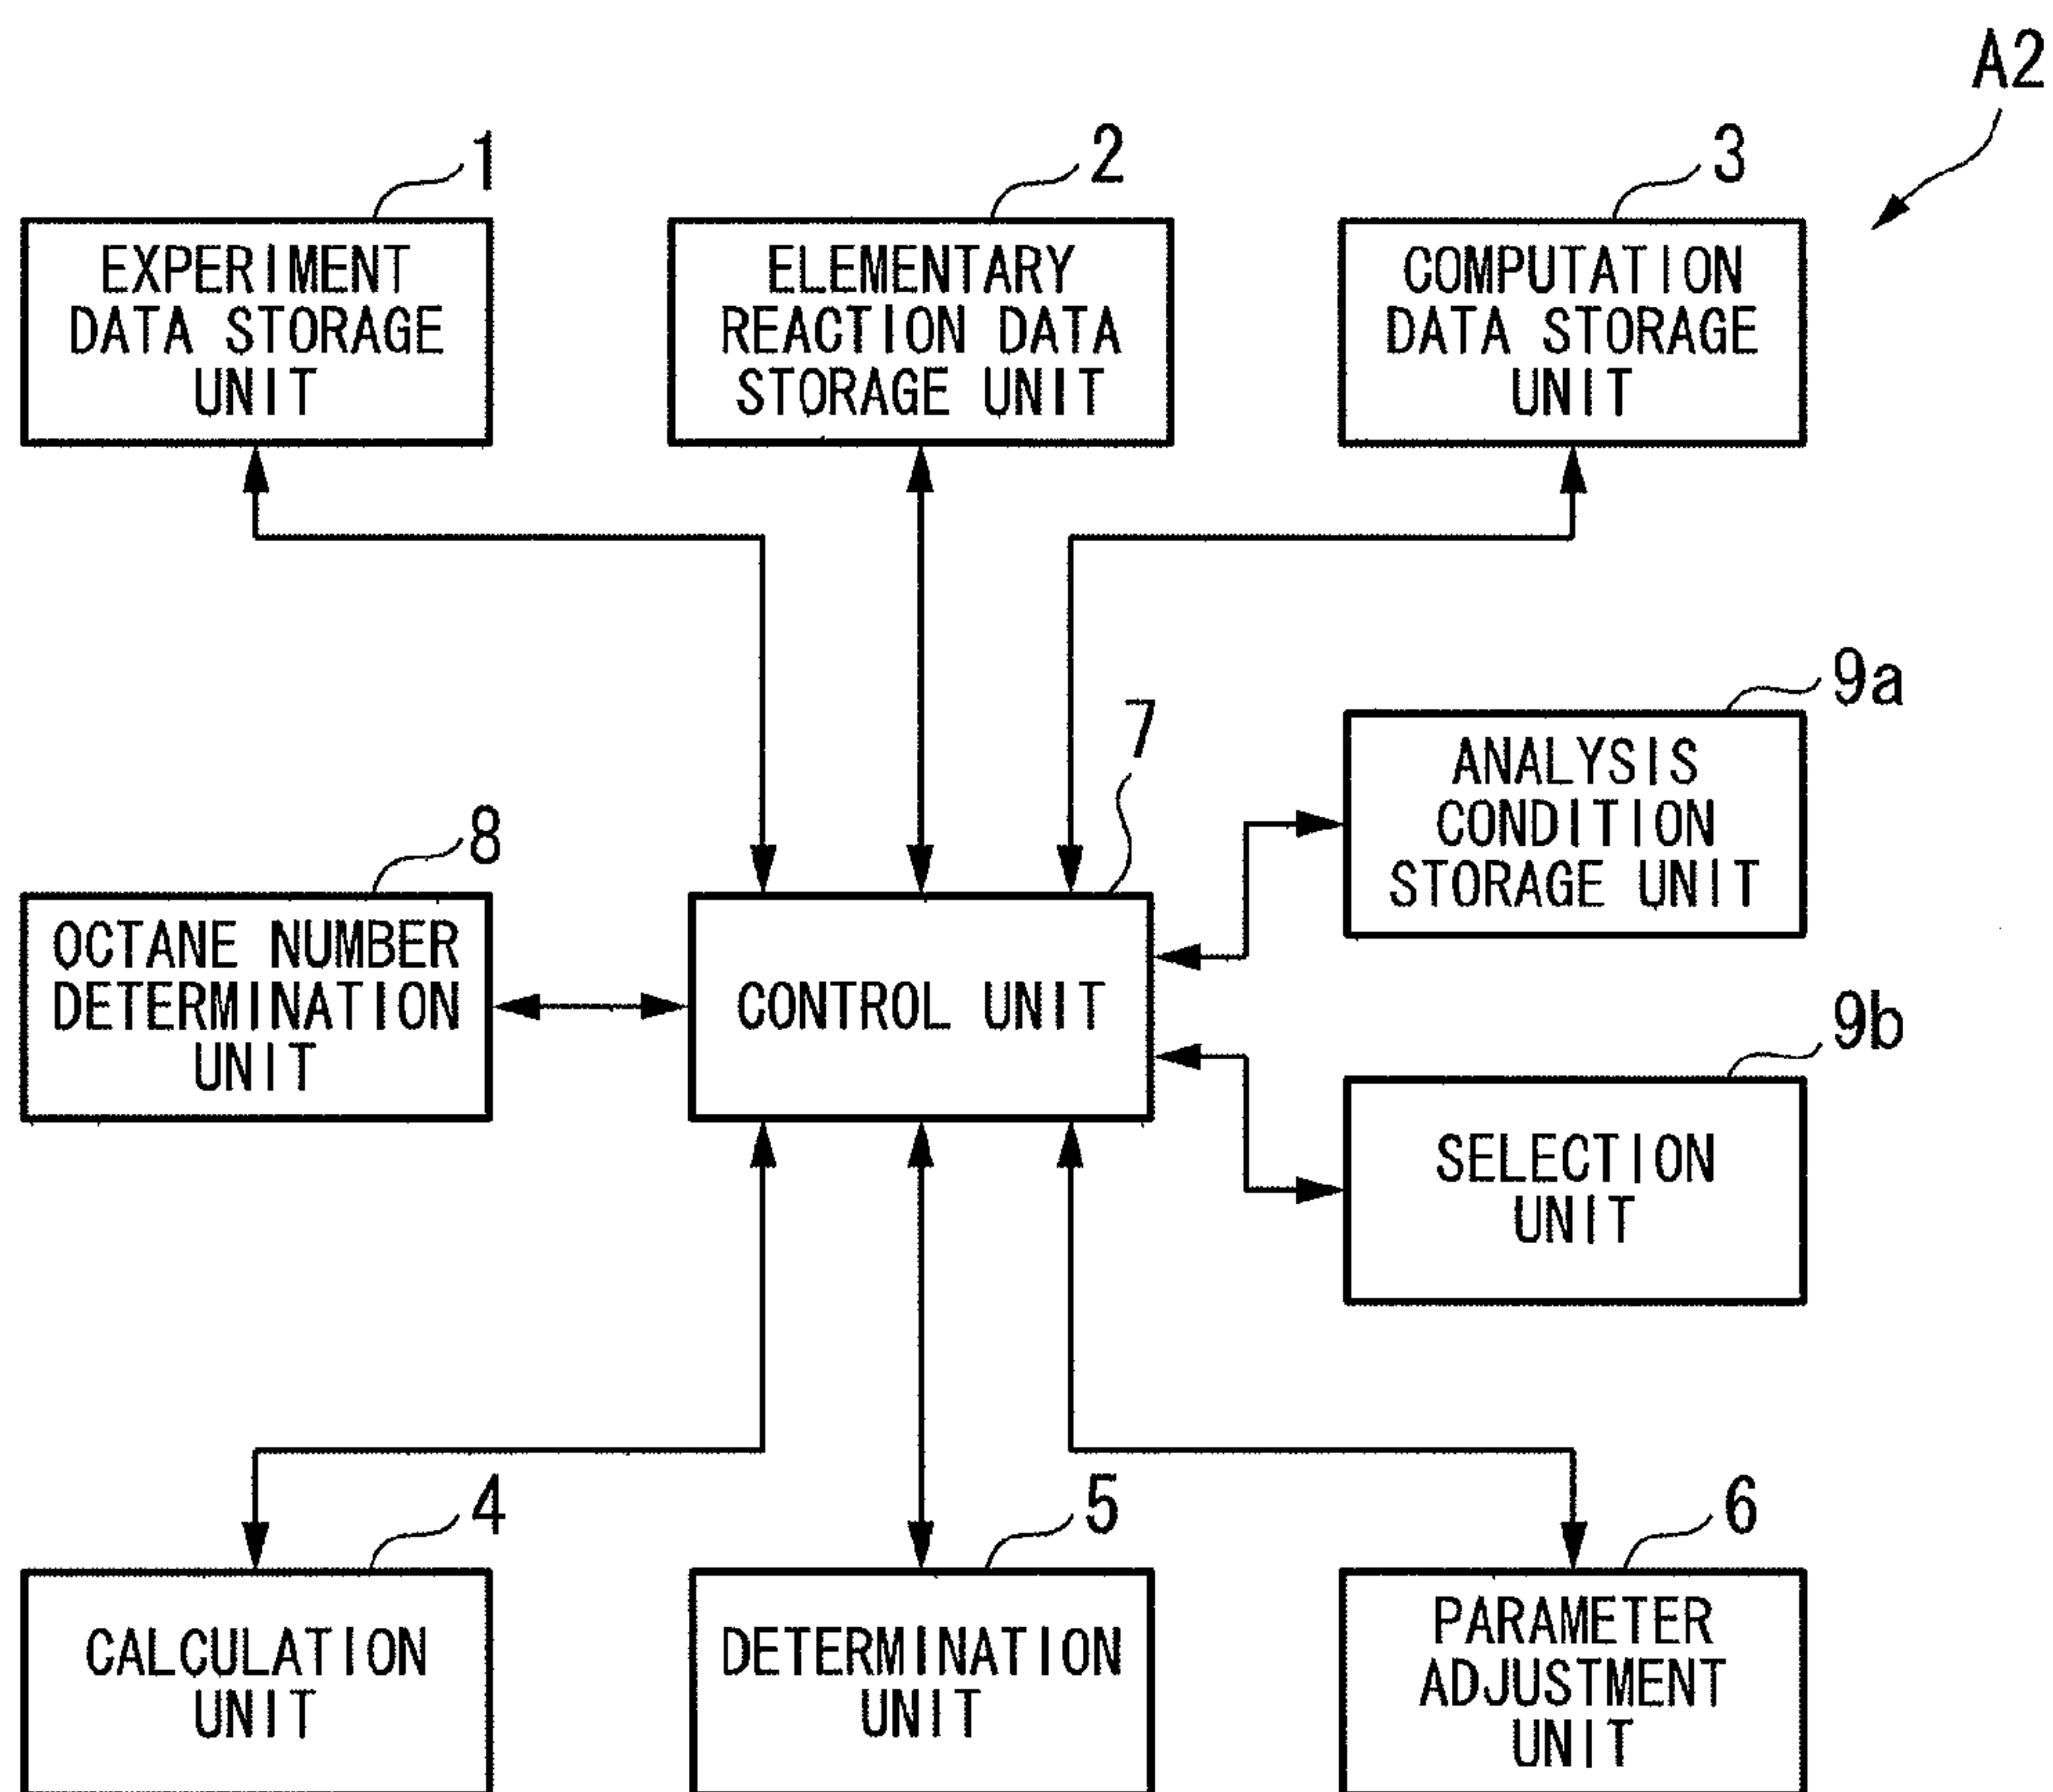 A2
1
2
3
EXPERIMENT
DATA STORAGE
UNIT
ELEMENTARY
REACTION DATA
STORAGE UNIT
COMPUTATION
DATA STORAGE
UNIT
9a
7
ANALYSIS
CONDITION
STORAGE UNIT
8
OCTANE NUMBER
DETERMINATION
UNIT
CONTROL UNIT
9b
SELECTION
UNIT
4
5
6
CALCULATION
UNIT
DETERMINATION
UNIT
PARAMETER
ADJUSTMENT
UNIT